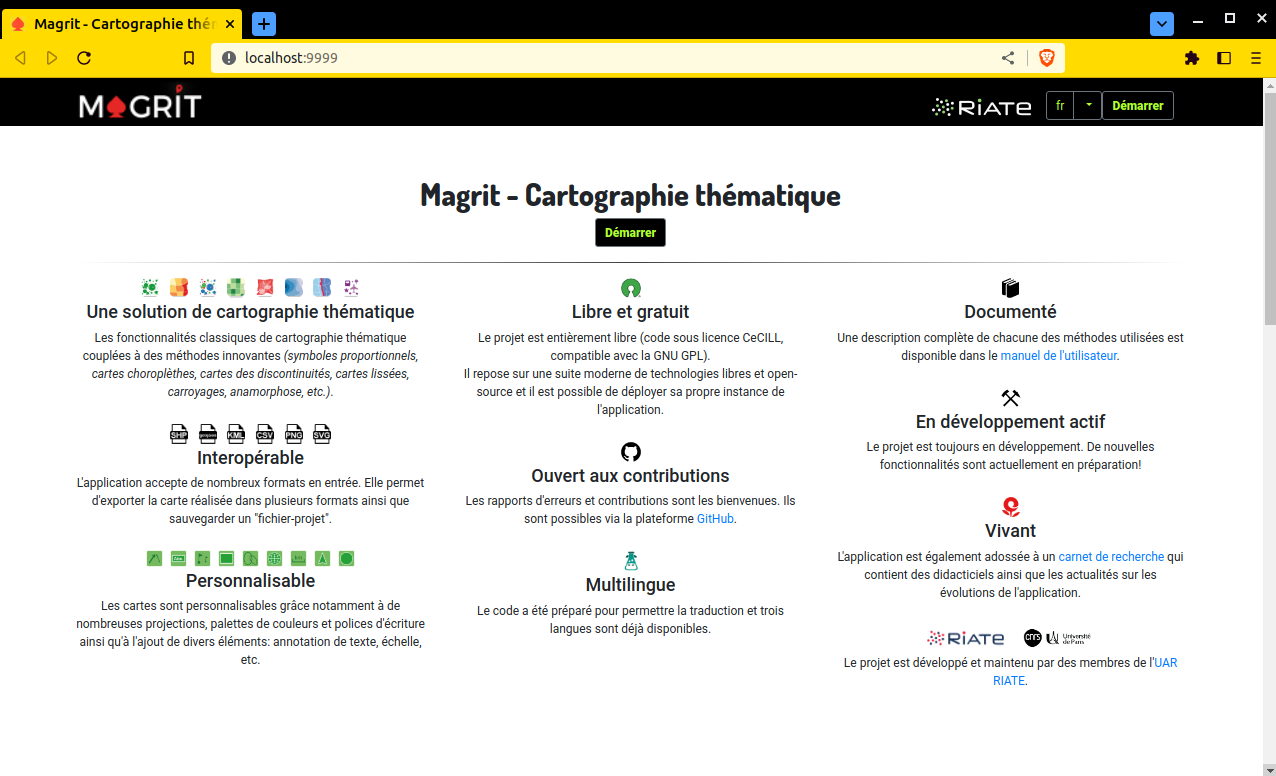 Magrit - Cartographie thém
localhost:9999
MAGRIT
RIATE
fr
Démarrer
Magrit - Cartographie thématique
Démarrer
Une solution de cartographie thématique
Les fonctionnalités classiques de cartographie thématique
couplées à des méthodes innovantes (symboles proportionnels,
cartes choroplèthes, cartes des discontinuités, cartes lissées,
carroyages, anamorphose, etc.).
SHP
KML
CSV
PNG
SVG
Interopérable
L'application accepte de nombreux formats en entrée. Elle permet
d'exporter la carte réalisée dans plusieurs formats ainsi que
sauvegarder un "fichier-projet".
Personnalisable
Les cartes sont personnalisables grâce notamment à de
nombreuses projections, palettes de couleurs et polices d'écriture
ainsi qu'à l'ajout de divers éléments: annotation de texte, échelle,
etc.
Libre et gratuit
Le projet est entièrement libre (code sous licence CeCILL,
compatible avec la GNU GPL).
Il repose sur une suite moderne de technologies libres et open-
source et il est possible de déployer sa propre instance de
l'application.
Ouvert aux contributions
Les rapports d'erreurs et contributions sont les bienvenues. Ils
sont possibles via la plateforme GitHub.
Multilingue
Le code a été préparé pour permettre la traduction et trois
langues sont déjà disponibles.
Documenté
Une description complète de chacune des méthodes utilisées est
disponible dans le manuel de l'utilisateur.
En développement actif
Le projet est toujours en développement. De nouvelles
fonctionnalités sont actuellement en préparation!
Vivant
L'application est également adossée à un carnet de recherche qui
contient des didacticiels ainsi que les actualités sur les
évolutions de l'application.
RIATE
cnrs
Université
de Paris
Le projet est développé et maintenu par des membres de l'UAR
RIATE.